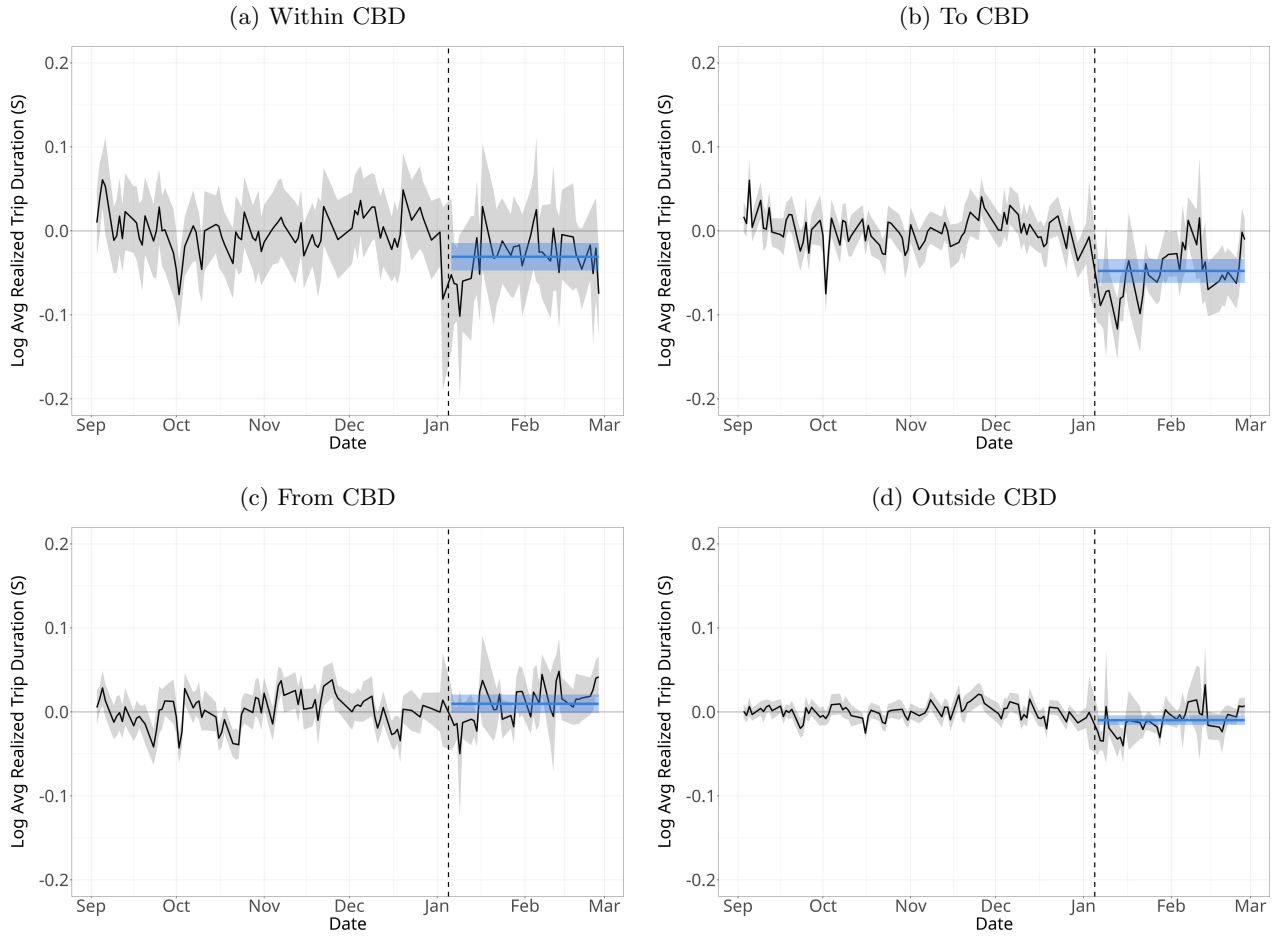 (a) Within CBD
Log Avg Realized Trip Duration (S)
0.2
0.1
0.0
-0.1
-0.2
Sep Oct Nov Dec Jan Feb Mar
Date
(b) To CBD
Log Avg Realized Trip Duration (S)
0.2
0.1
0.0
-0.1
-0.2
Sep Oct Nov Dec Jan Feb Mar
Date
(c) From CBD
Log Avg Realized Trip Duration (S)
0.2
0.1
0.0
-0.1
-0.2
Sep Oct Nov Dec Jan Feb Mar
Date
(d) Outside CBD
Log Avg Realized Trip Duration (S)
0.2
0.1
0.0
-0.1
-0.2
Sep Oct Nov Dec Jan Feb Mar
Date